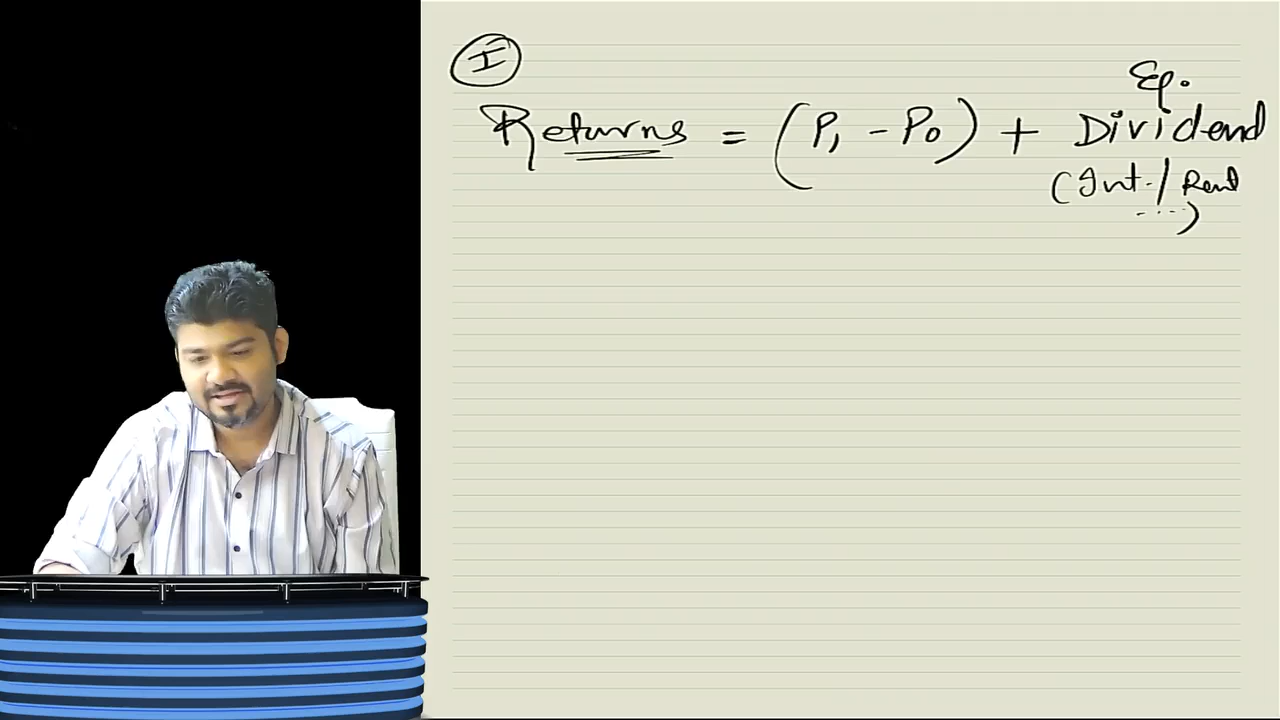 I
Eq.
Returns = (P₁ - P₀) + Dividend
(Int./Rent
.....)